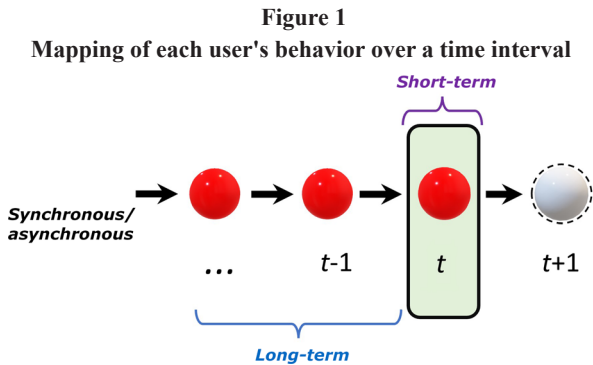 Figure 1
Mapping of each user's behavior over a time interval
Short-term
Synchronous/
asynchronous
... t-1 t t+1
Long-term